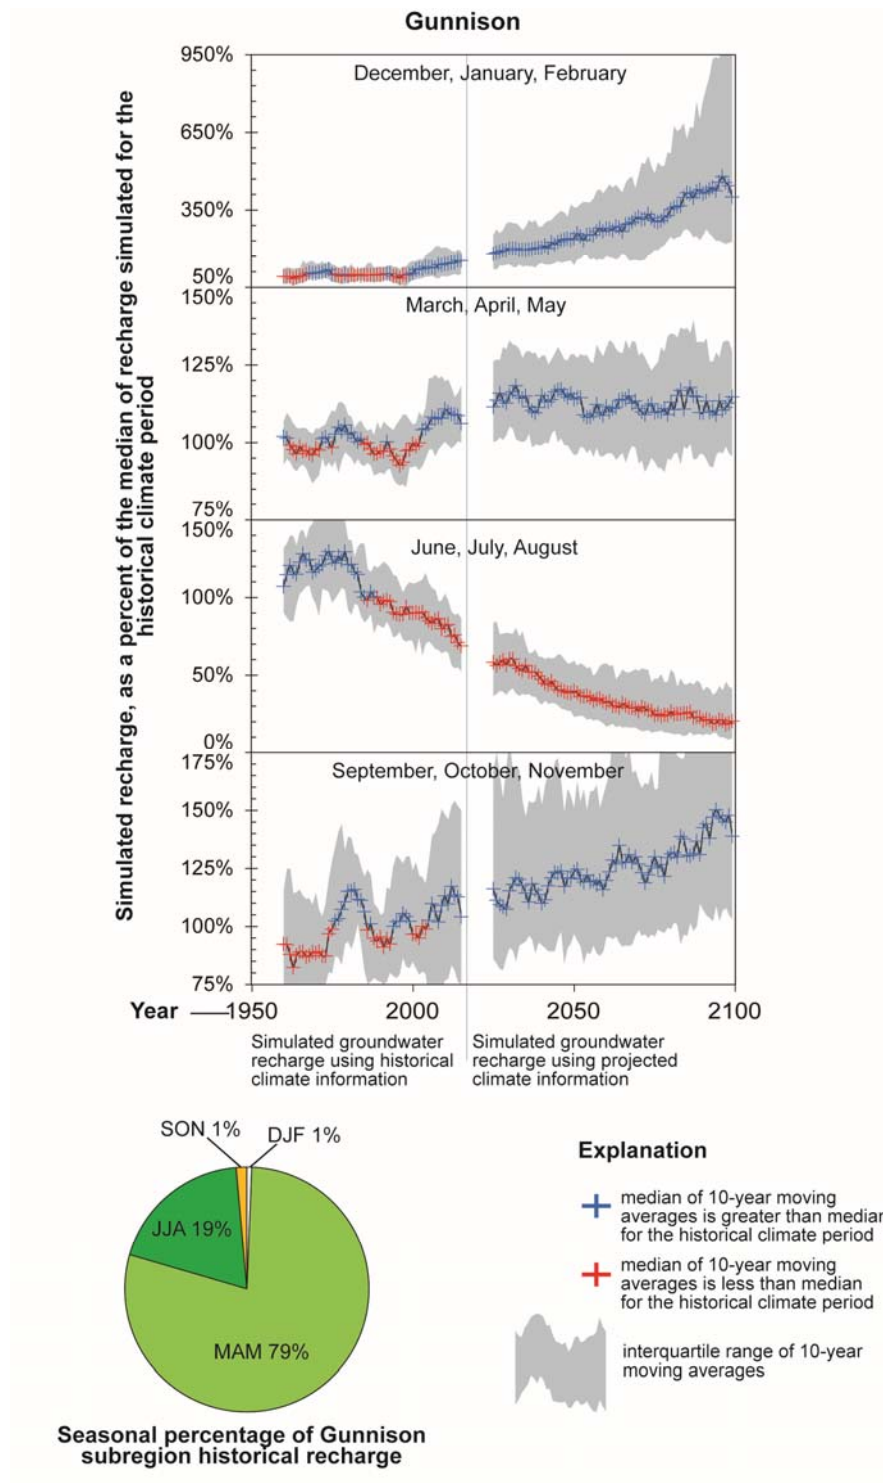 Gunnison
Simulated recharge, as a percent of the median of recharge simulated for the
historical climate period
950%
650%
350%
50%
December, January, February
150%
125%
100%
75%
March, April, May
150%
100%
50%
0%
June, July, August
175%
150%
125%
100%
75%
September, October, November
Year
1950
2000
2050
2100
Simulated groundwater
recharge using historical
climate information
Simulated groundwater
recharge using projected
climate information
SON 1%
DJF 1%
JJA 19%
MAM 79%
Seasonal percentage of Gunnison
subregion historical recharge
Explanation
median of 10-year moving
averages is greater than median
for the historical climate period
median of 10-year moving
averages is less than median
for the historical climate period
interquartile range of 10-year
moving averages